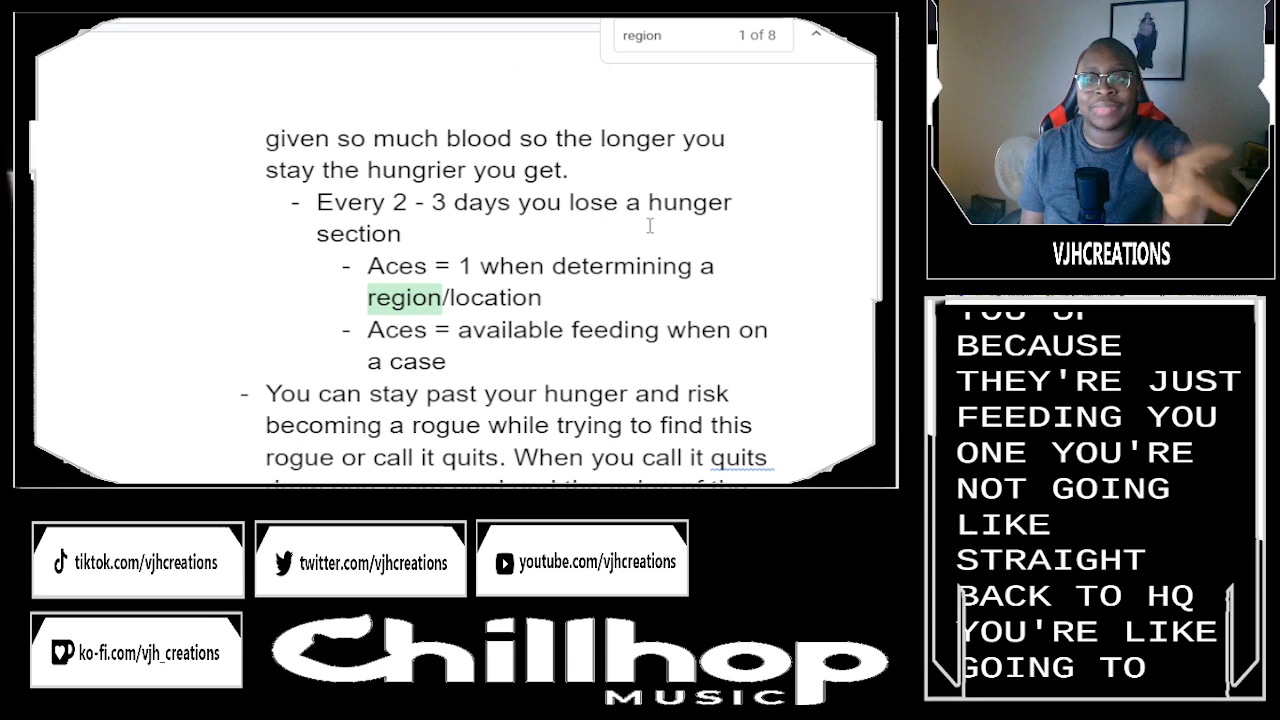 region 1 of 8
given so much blood so the longer you
stay the hungrier you get.
- Every 2 - 3 days you lose a hunger
section
- Aces = 1 when determining a
region/location
- Aces = available feeding when on
a case
- You can stay past your hunger and risk
becoming a rogue while trying to find this
rogue or call it quits. When you call it quits
VJHCREATIONS
YOU UP
BECAUSE
THEY'RE JUST
FEEDING YOU
ONE YOU'RE
NOT GOING
LIKE
STRAIGHT
BACK TO HQ
YOU'RE LIKE
GOING TO
tiktok.com/vjhcreations
twitter.com/vjhcreations
youtube.com/vjhcreations
ko-fi.com/vjh_creations
Chillhop
MUSIC